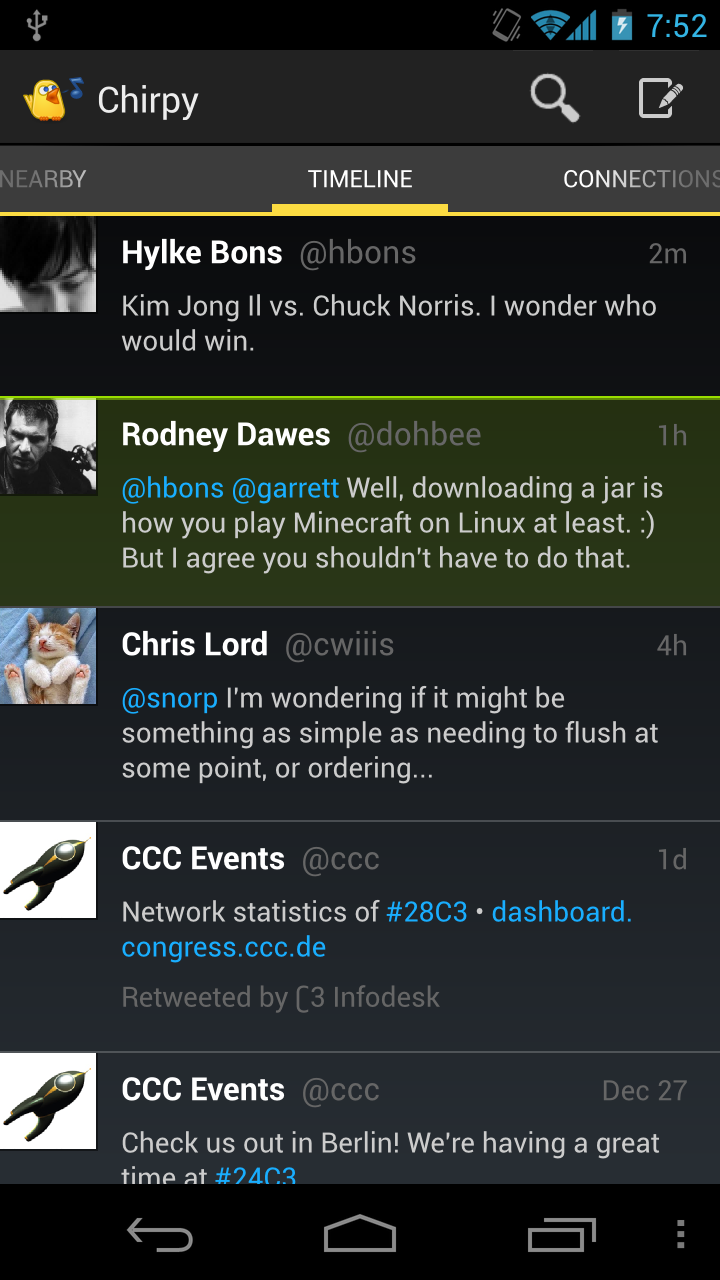 7:52
Chirpy
NEARBY TIMELINE CONNECTIONS
Hylke Bons @hbons 2m
Kim Jong Il vs. Chuck Norris. I wonder who
would win.
Rodney Dawes @dohbee 1h
@hbons @garrett Well, downloading a jar is
how you play Minecraft on Linux at least. :)
But I agree you shouldn't have to do that.
Chris Lord @cwiiis 4h
@snorp I'm wondering if it might be
something as simple as needing to flush at
some point, or ordering...
CCC Events @ccc 1d
Network statistics of #28C3 • dashboard.
congress.ccc.de
Retweeted by ʗ3 Infodesk
CCC Events @ccc Dec 27
Check us out in Berlin! We're having a great
time at #24C3